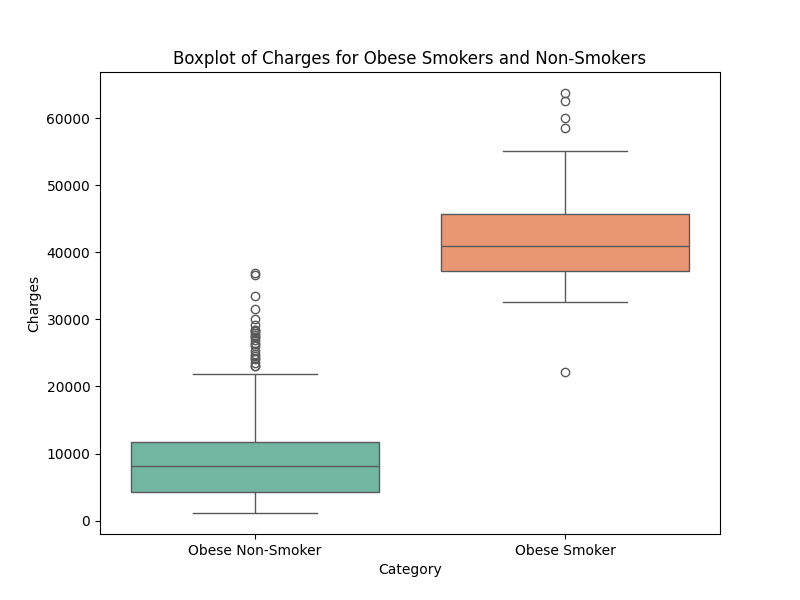 Boxplot of Charges for Obese Smokers and Non-Smokers
60000
50000
40000
30000
20000
10000
0
Charges
Obese Non-Smoker
Obese Smoker
Category